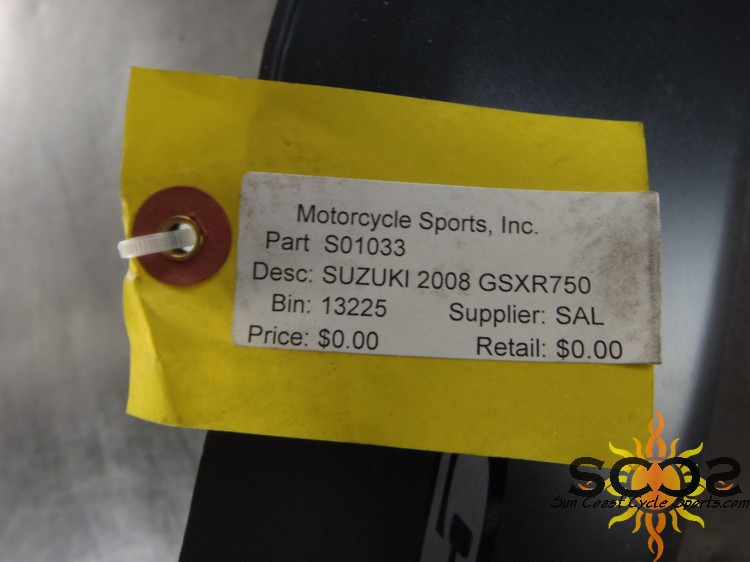 Motorcycle Sports, Inc.
Part S01033
Desc: SUZUKI 2008 GSXR750
Bin: 13225 Supplier: SAL
Price: $0.00 Retail: $0.00
SCCS
Sun Coast Cycle Sports.com